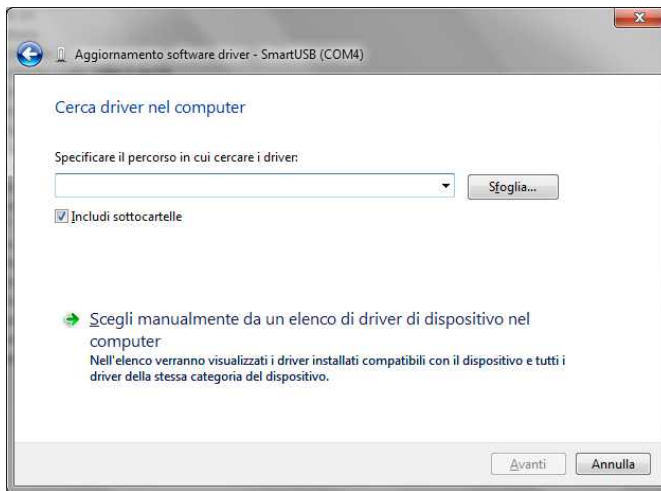 Aggiornamento software driver - SmartUSB (COM4)
Cerca driver nel computer
Specificare il percorso in cui cercare i driver:
Sfoglia...
Includi sottocartelle
Scegli manualmente da un elenco di driver di dispositivo nel
computer
Nell'elenco verranno visualizzati i driver installati compatibili con il dispositivo e tutti i
driver della stessa categoria del dispositivo.
Avanti
Annulla